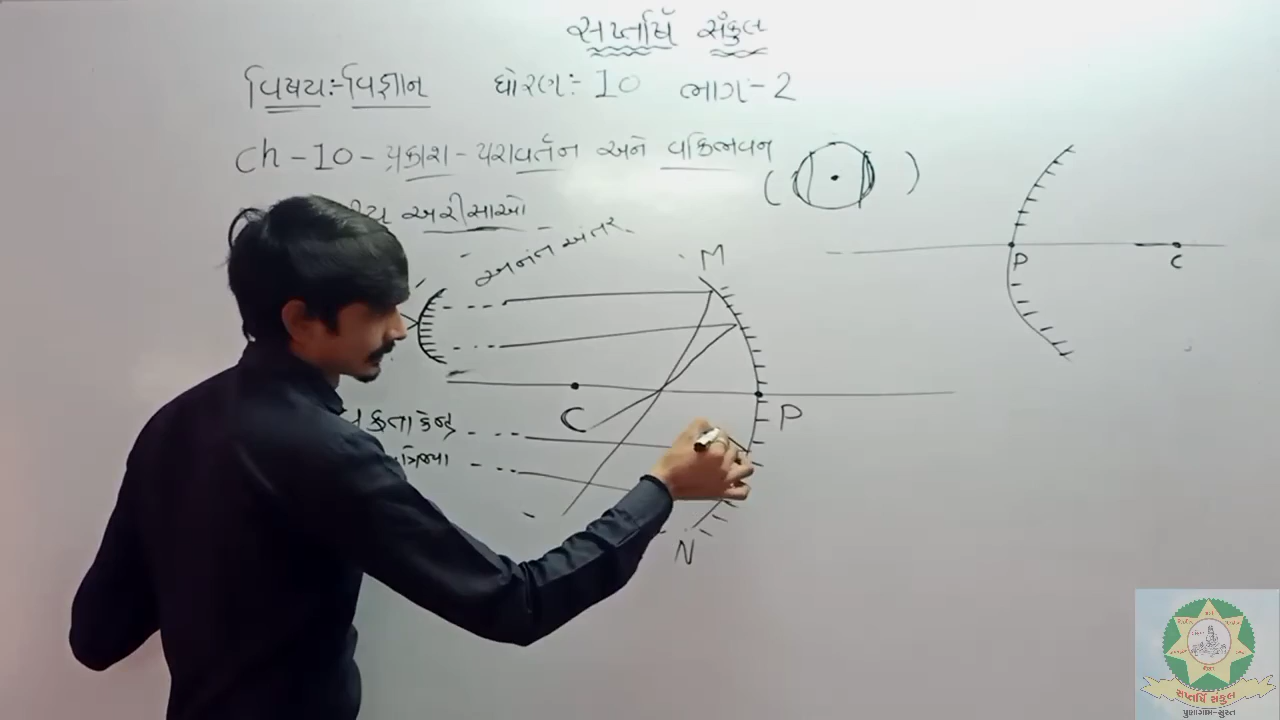 સપ્તર્ષિ સંકુલ
વિષય:-વિજ્ઞાન ધોરણ:- 10 ભાગ-2
Ch-10-પ્રકાશ-પરાવર્તન અને વક્રિભવન
અરીસાઓ
અનંત અંતર
M
P
C
C
P
કેન્દ્ર
ત્રિજ્યા
N
સપ્તર્ષિ સંકુલ
પુણાગામ-સુરત